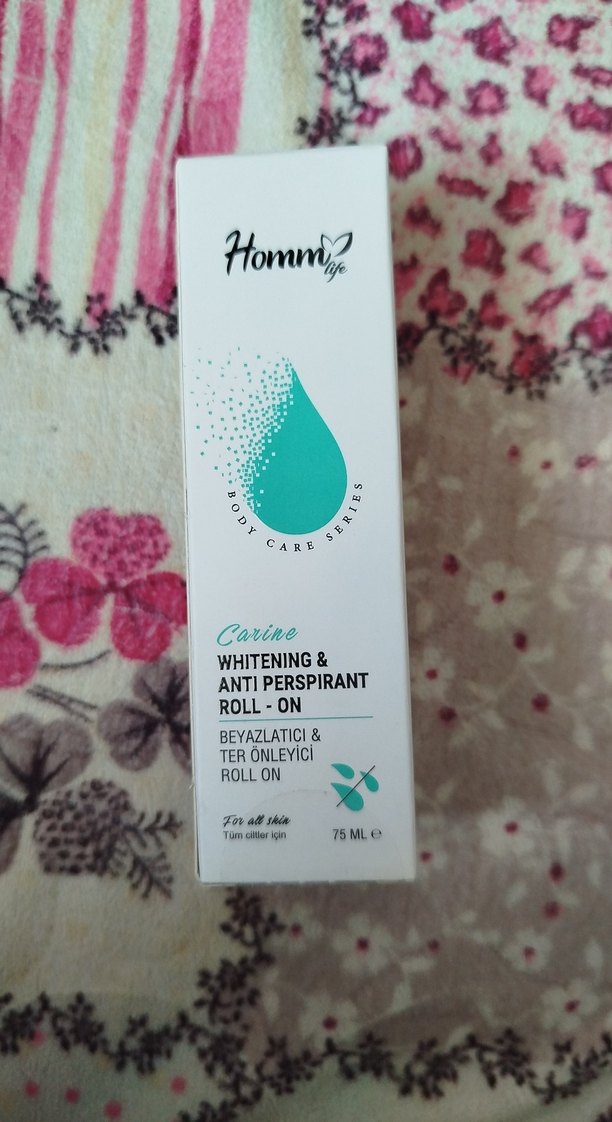 Homm
life
BODY CARE SERIES
Carine
WHITENING &
ANTI PERSPIRANT
ROLL - ON
BEYAZLATICI &
TER ÖNLEYİCİ
ROLL ON
For all skin
Tüm ciltler için
75 ML ℮